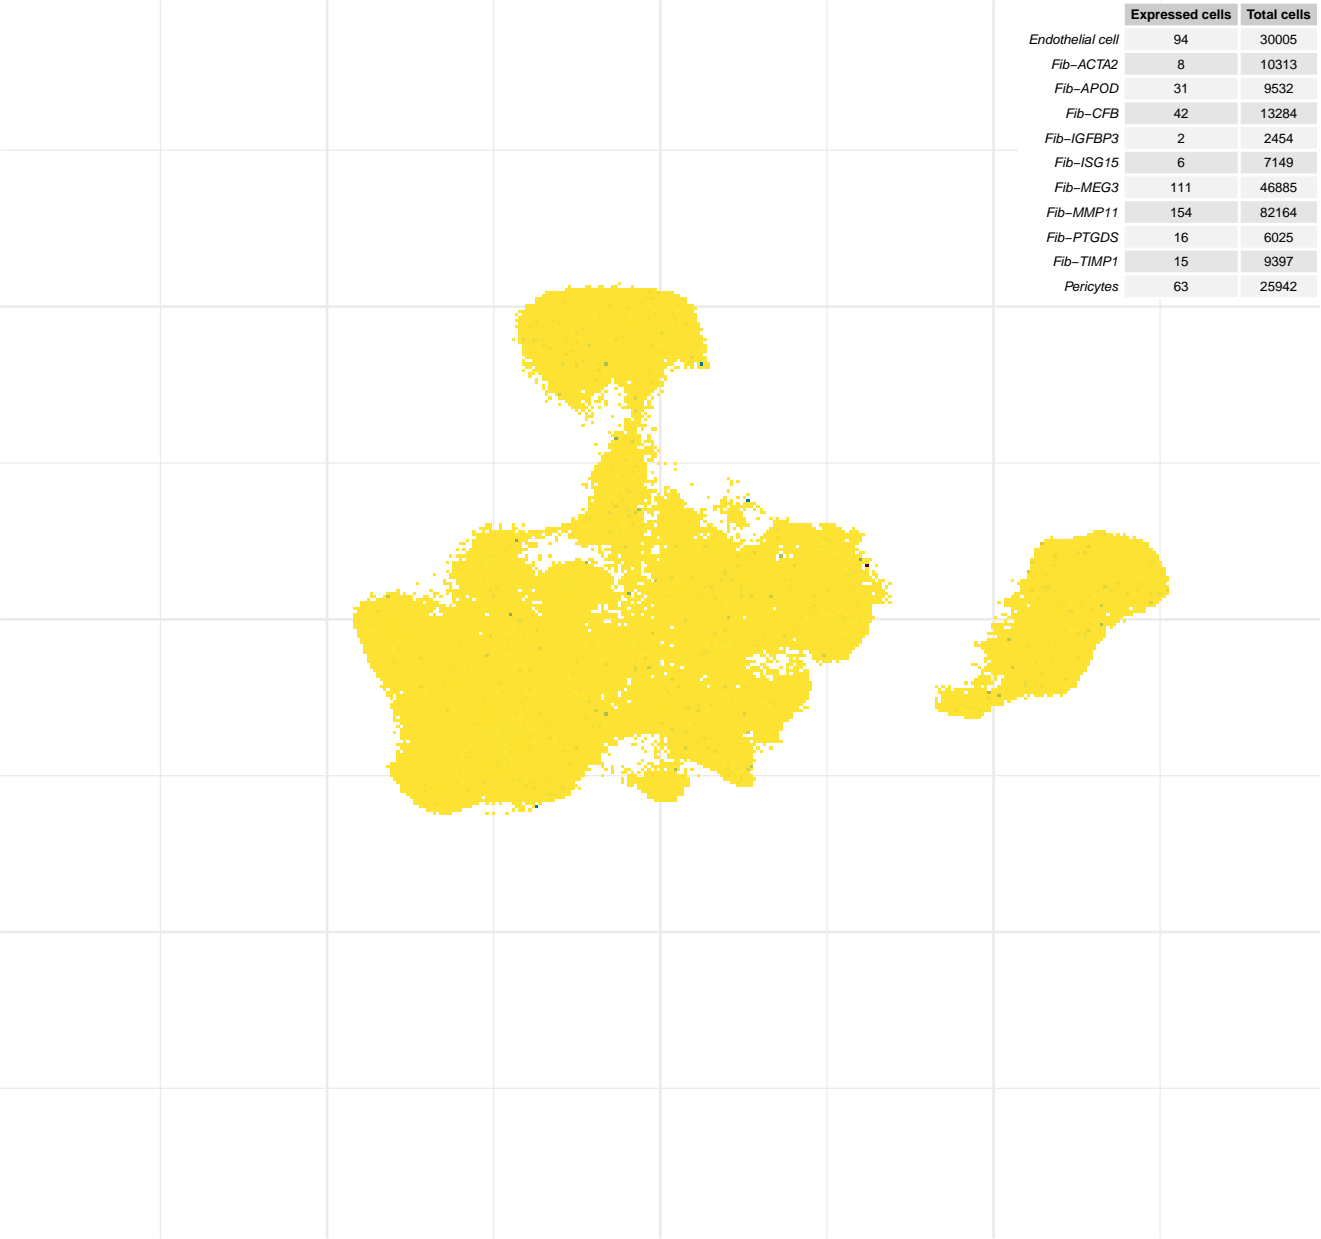 Expressed cells Total cells
Endothelial cell 94 30005
Fib−ACTA2 8 10313
Fib−APOD 31 9532
Fib−CFB 42 13284
Fib−IGFBP3 2 2454
Fib−ISG15 6 7149
Fib−MEG3 111 46885
Fib−MMP11 154 82164
Fib−PTGDS 16 6025
Fib−TIMP1 15 9397
Pericytes 63 25942